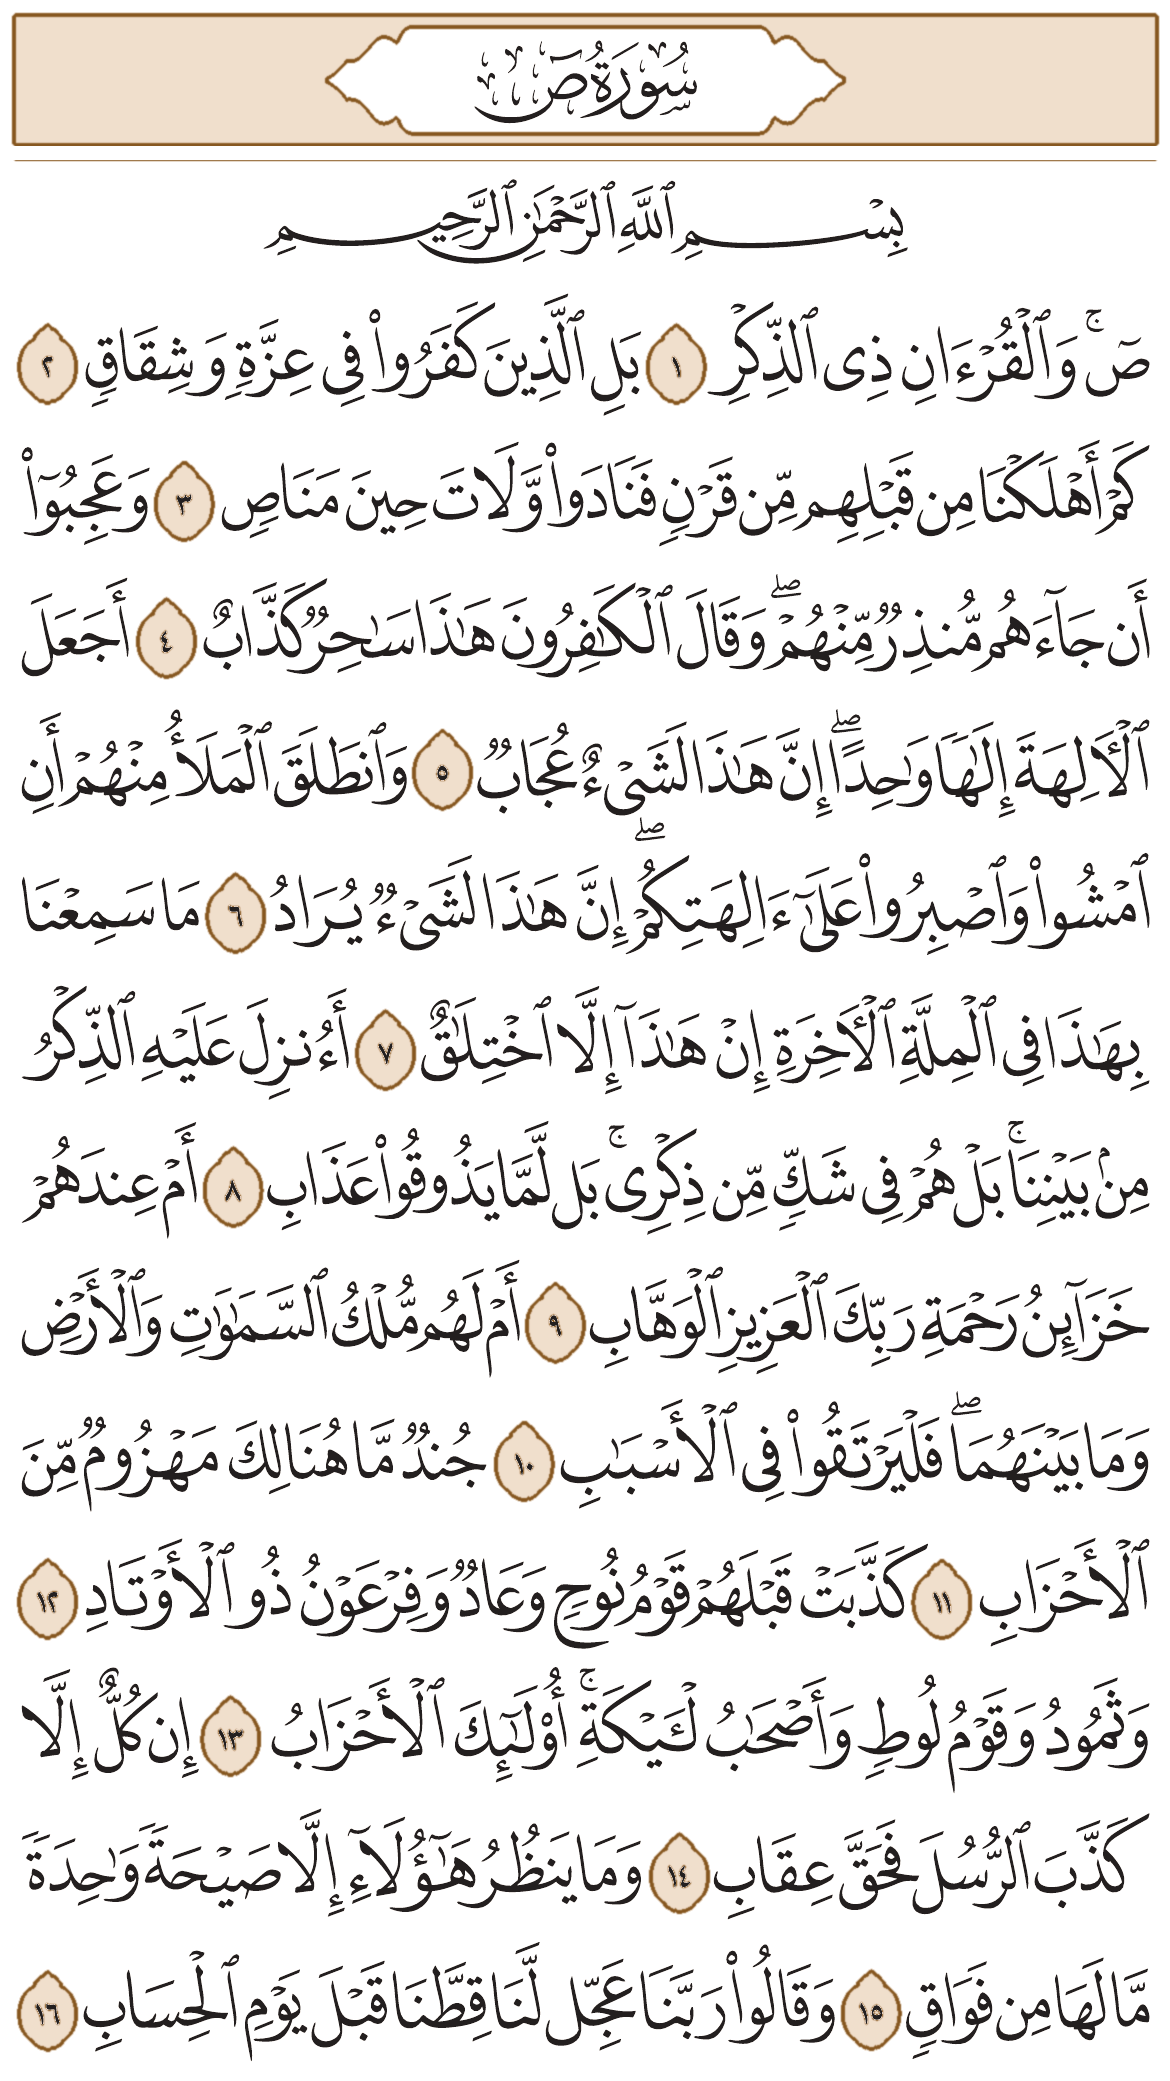 سُورَةُ صٓ
بِسْمِ ٱللَّهِ ٱلرَّحْمَٰنِ ٱلرَّحِيمِ
صٓۚ وَٱلْقُرْءَانِ ذِى ٱلذِّكْرِ ١ بَلِ ٱلَّذِينَ كَفَرُوا۟ فِى عِزَّةٍ وَشِقَاقٍ ٢
كَمْ أَهْلَكْنَا مِن قَبْلِهِم مِّن قَرْنٍ فَنَادَوا۟ وَّلَاتَ حِينَ مَنَاصٍ ٣ وَعَجِبُوٓا۟
أَن جَآءَهُم مُّنذِرٌ مِّنْهُمْۖ وَقَالَ ٱلْكَٰفِرُونَ هَٰذَا سَٰحِرٌ كَذَّابٌ ٤ أَجَعَلَ
ٱلْءَالِهَةَ إِلَٰهًا وَٰحِدًاۖ إِنَّ هَٰذَا لَشَىْءٌ عُجَابٌ ٥ وَٱنطَلَقَ ٱلْمَلَأُ مِنْهُمْ أَنِ
ٱمْشُوا۟ وَٱصْبِرُوا۟ عَلَىٰٓ ءَالِهَتِكُمْۖ إِنَّ هَٰذَا لَشَىْءٌ يُرَادُ ٦ مَا سَمِعْنَا
بِهَٰذَا فِى ٱلْمِلَّةِ ٱلْءَاخِرَةِ إِنْ هَٰذَآ إِلَّا ٱخْتِلَٰقٌ ٧ أَءُنزِلَ عَلَيْهِ ٱلذِّكْرُ
مِنۢ بَيْنِنَاۚ بَلْ هُمْ فِى شَكٍّ مِّن ذِكْرِىۚ بَل لَّمَّا يَذُوقُوا۟ عَذَابِ ٨ أَمْ عِندَهُمْ
خَزَآئِنُ رَحْمَةِ رَبِّكَ ٱلْعَزِيزِ ٱلْوَهَّابِ ٩ أَمْ لَهُم مُّلْكُ ٱلسَّمَٰوَٰتِ وَٱلْأَرْضِ
وَمَا بَيْنَهُمَاۖ فَلْيَرْتَقُوا۟ فِى ٱلْأَسْبَٰبِ ١٠ جُندٌ مَّا هُنَالِكَ مَهْزُومٌ مِّنَ
ٱلْأَحْزَابِ ١١ كَذَّبَتْ قَبْلَهُمْ قَوْمُ نُوحٍ وَعَادٌ وَفِرْعَوْنُ ذُو ٱلْأَوْتَادِ ١٢
وَثَمُودُ وَقَوْمُ لُوطٍ وَأَصْحَٰبُ لْـَٔيْكَةِۚ أُو۟لَٰٓئِكَ ٱلْأَحْزَابُ ١٣ إِن كُلٌّ إِلَّا
كَذَّبَ ٱلرُّسُلَ فَحَقَّ عِقَابِ ١٤ وَمَا يَنظُرُ هَٰٓؤُلَآءِ إِلَّا صَيْحَةً وَٰحِدَةً
مَّا لَهَا مِن فَوَاقٍ ١٥ وَقَالُوا۟ رَبَّنَا عَجِّل لَّنَا قِطَّنَا قَبْلَ يَوْمِ ٱلْحِسَابِ ١٦